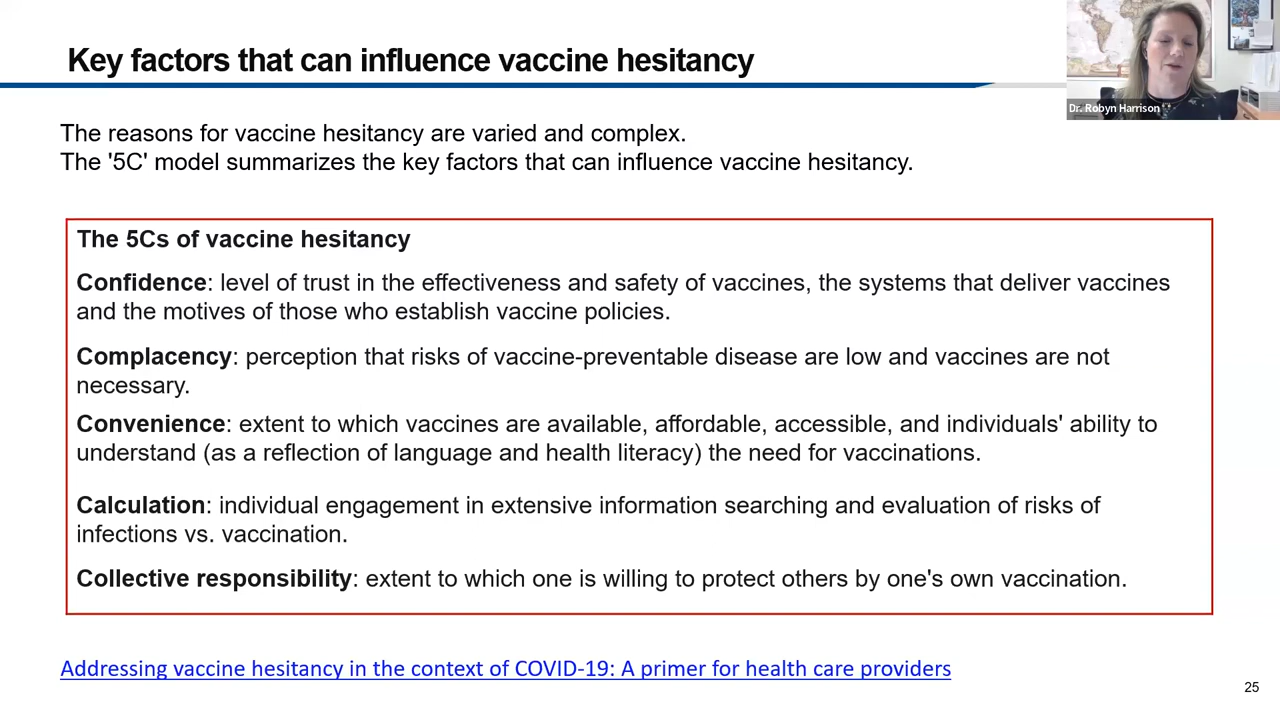 Key factors that can influence vaccine hesitancy
Dr. Robyn Harrison
The reasons for vaccine hesitancy are varied and complex.
The '5C' model summarizes the key factors that can influence vaccine hesitancy.
The 5Cs of vaccine hesitancy
Confidence: level of trust in the effectiveness and safety of vaccines, the systems that deliver vaccines
and the motives of those who establish vaccine policies.
Complacency: perception that risks of vaccine-preventable disease are low and vaccines are not
necessary.
Convenience: extent to which vaccines are available, affordable, accessible, and individuals' ability to
understand (as a reflection of language and health literacy) the need for vaccinations.
Calculation: individual engagement in extensive information searching and evaluation of risks of
infections vs. vaccination.
Collective responsibility: extent to which one is willing to protect others by one's own vaccination.
Addressing vaccine hesitancy in the context of COVID-19: A primer for health care providers
25